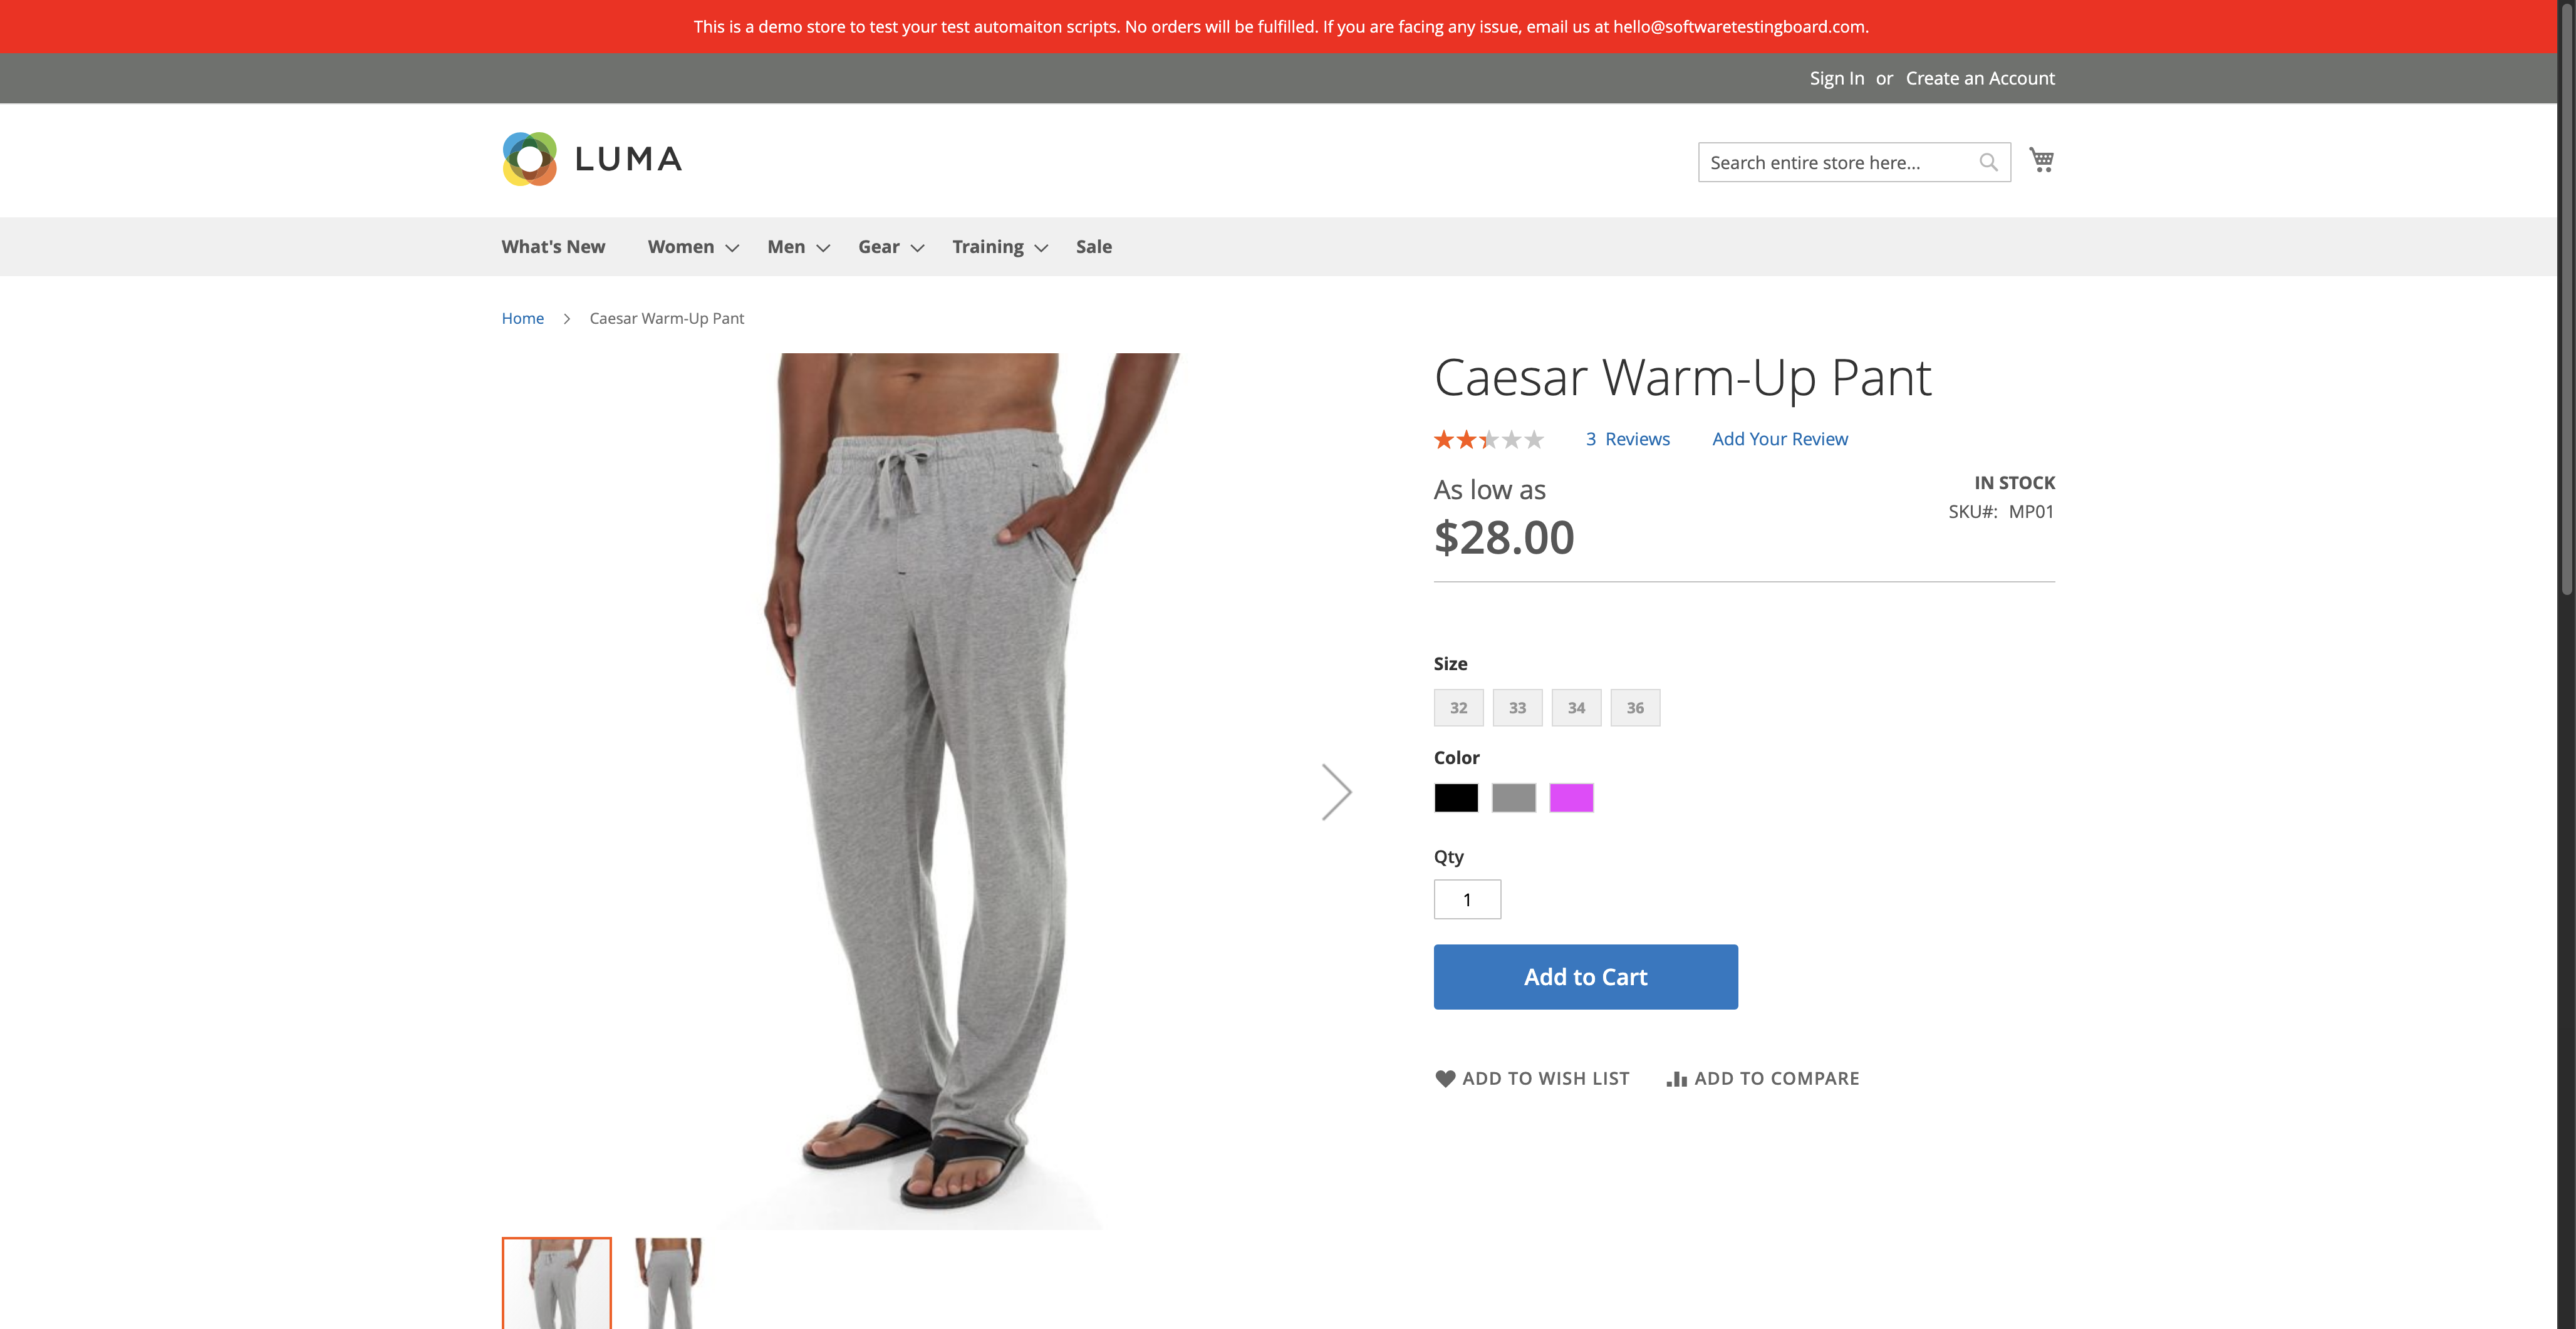 This is a demo store to test your test automaiton scripts. No orders will be fulfilled. If you are facing any issue, email us at hello@softwaretestingboard.com.
Sign In or Create an Account
LUMA
Search entire store here...
What's New Women Men Gear Training Sale
Home Caesar Warm-Up Pant
Caesar Warm-Up Pant
3 Reviews Add Your Review
As low as
$28.00
IN STOCK
SKU#: MP01
Size
32 33 34 36
Color
Qty
1
Add to Cart
ADD TO WISH LIST ADD TO COMPARE